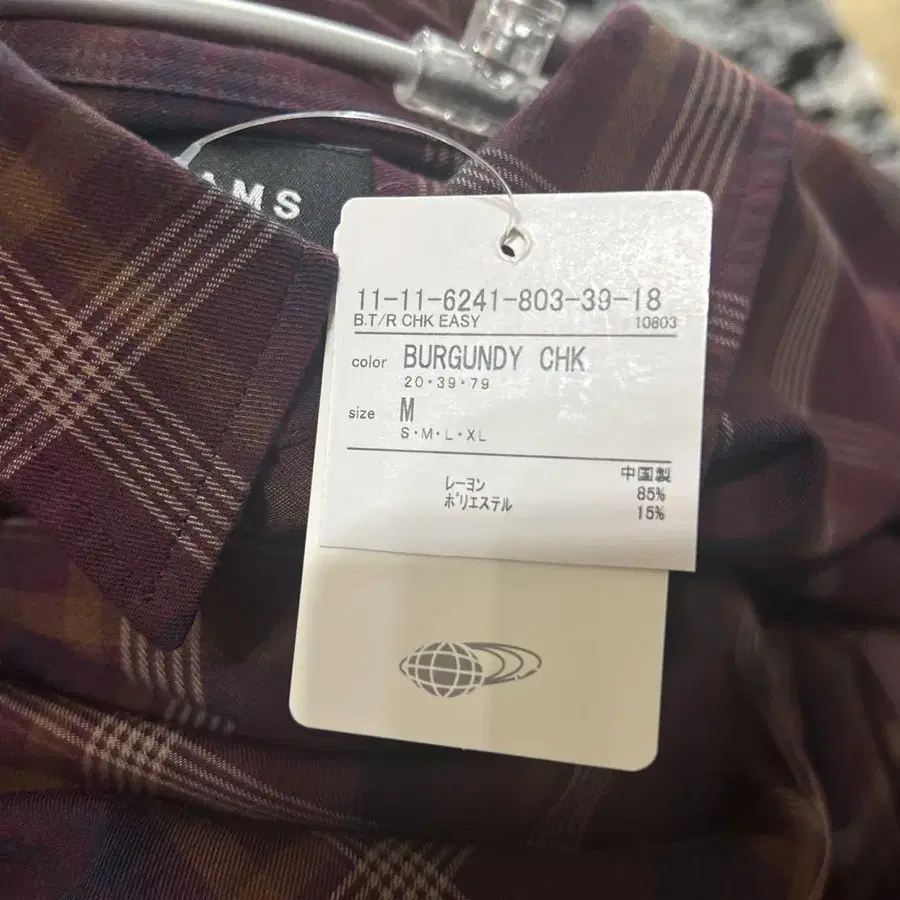 AMS
11-11-6241-803-39-18
B.T/R CHK EASY 10803
color BURGUNDY CHK
20・39・79
size M
S・M・L・XL
中国製
レーヨン 85%
ポリエステル 15%